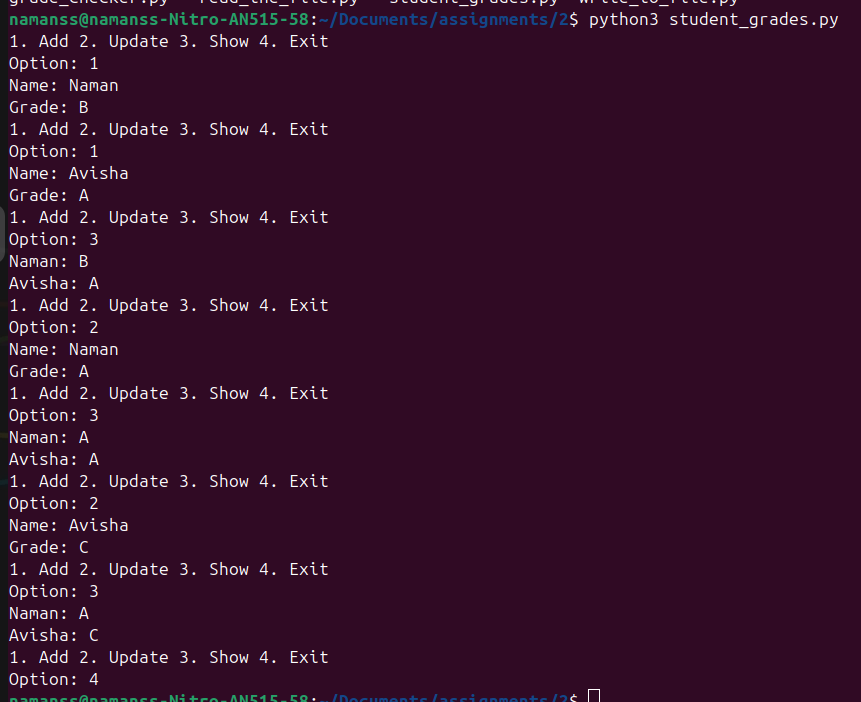 grade_checker.py read_the_file.py student_grades.py write_to_file.py
namanss@namanss-Nitro-AN515-58:~/Documents/assignments/2$ python3 student_grades.py
1. Add 2. Update 3. Show 4. Exit
Option: 1
Name: Naman
Grade: B
1. Add 2. Update 3. Show 4. Exit
Option: 1
Name: Avisha
Grade: A
1. Add 2. Update 3. Show 4. Exit
Option: 3
Naman: B
Avisha: A
1. Add 2. Update 3. Show 4. Exit
Option: 2
Name: Naman
Grade: A
1. Add 2. Update 3. Show 4. Exit
Option: 3
Naman: A
Avisha: A
1. Add 2. Update 3. Show 4. Exit
Option: 2
Name: Avisha
Grade: C
1. Add 2. Update 3. Show 4. Exit
Option: 3
Naman: A
Avisha: C
1. Add 2. Update 3. Show 4. Exit
Option: 4
namanss@namanss-Nitro-AN515-58:~/Documents/assignments/2$